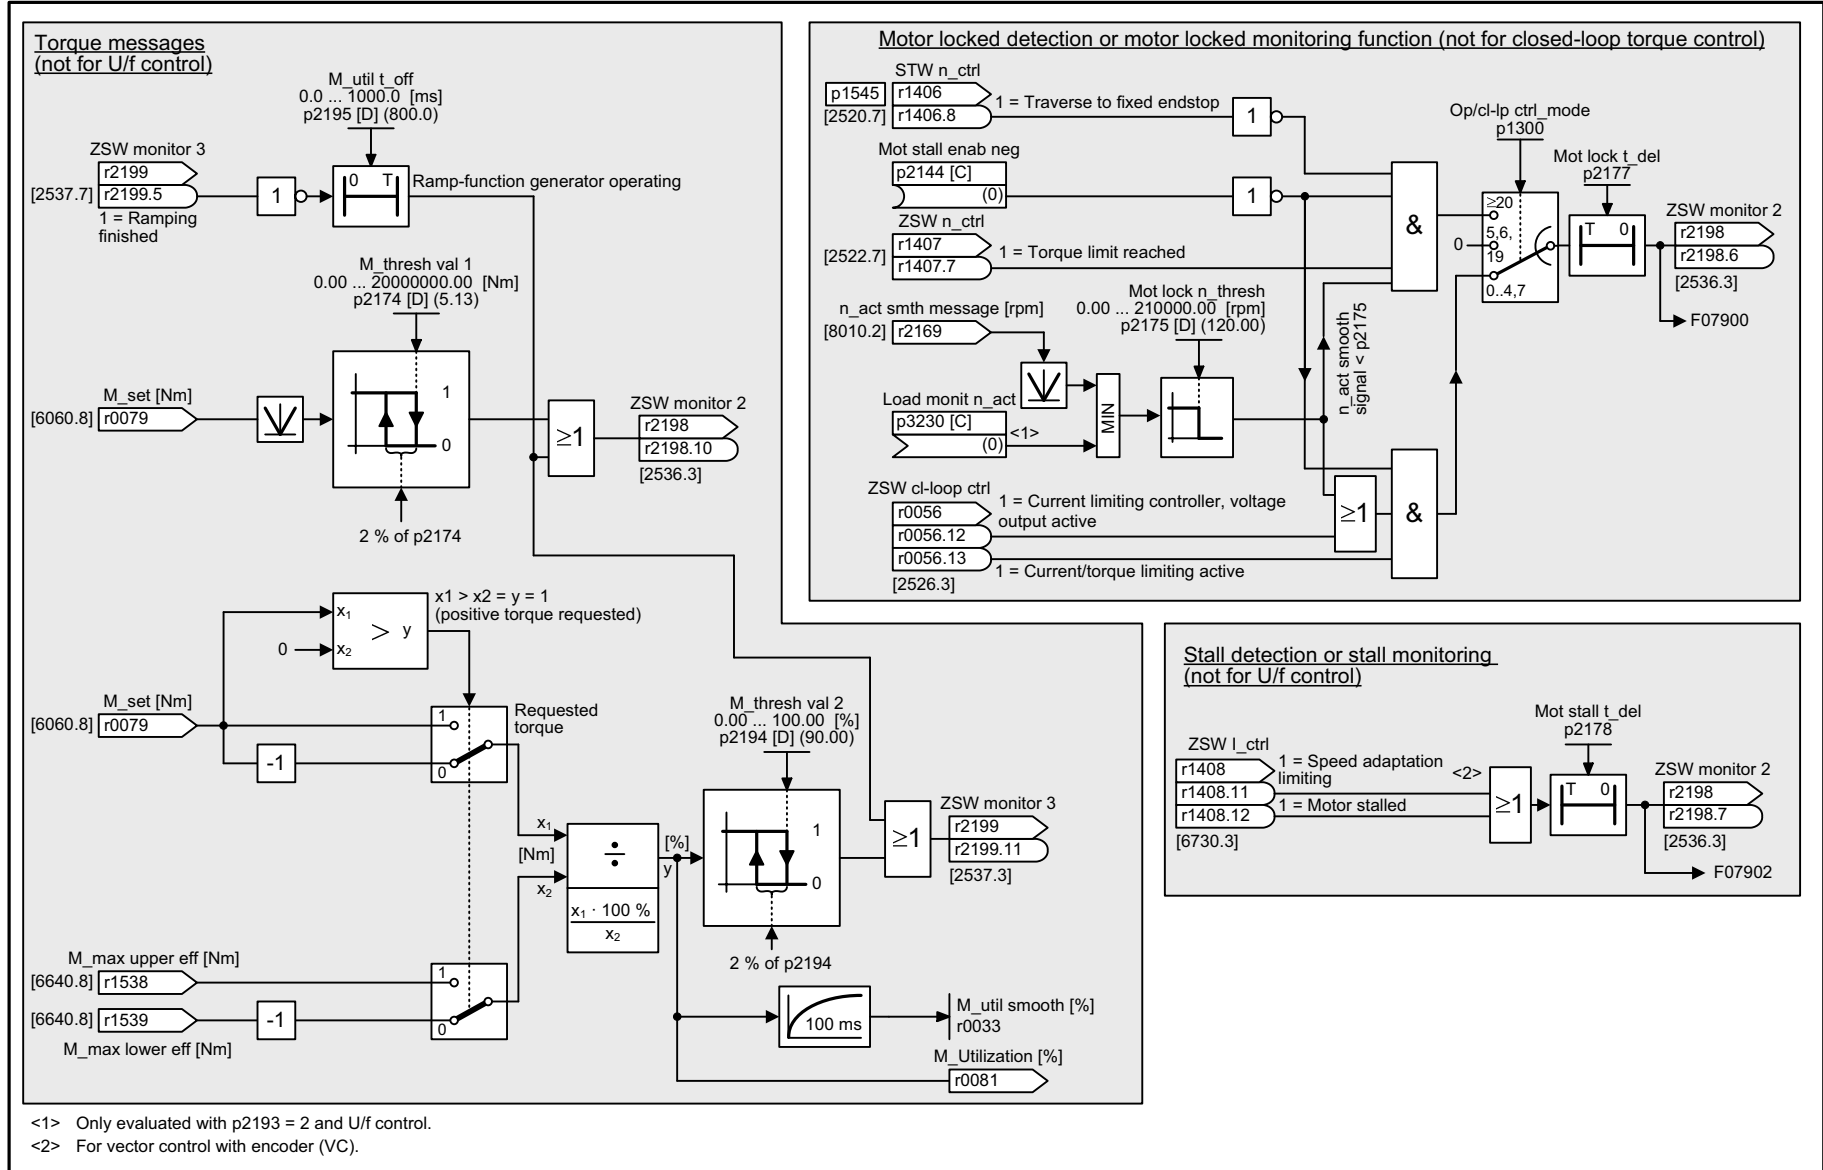 Torque messages
(not for U/f control)
M_util t_off
0.0 ... 1000.0 [ms]
p2195 [D] (800.0)
ZSW monitor 3
r2199
[2537.7] r2199.5
1 = Ramping
finished
1
0 T
Ramp-function generator operating
M_thresh val 1
0.00 ... 20000000.00 [Nm]
p2174 [D] (5.13)
M_set [Nm]
[6060.8] r0079
1
0
2 % of p2174
≥1
ZSW monitor 2
r2198
r2198.10
[2536.3]
x1 > x2 = y = 1
(positive torque requested)
x1
> y
0 x2
M_set [Nm]
[6060.8] r0079
-1
1
0
Requested
torque
M_thresh val 2
0.00 ... 100.00 [%]
p2194 [D] (90.00)
x1
[Nm]
x2
÷
x1 · 100 %
x2
[%]
y
1
0
2 % of p2194
≥1
ZSW monitor 3
r2199
r2199.11
[2537.3]
M_max upper eff [Nm]
[6640.8] r1538
[6640.8] r1539
M_max lower eff [Nm]
-1
1
0
100 ms
M_util smooth [%]
r0033
M_Utilization [%]
r0081
Motor locked detection or motor locked monitoring function (not for closed-loop torque control)
STW n_ctrl
p1545 r1406
[2520.7] r1406.8
1 = Traverse to fixed endstop
1
Mot stall enab neg
p2144 [C]
(0)
1
ZSW n_ctrl
r1407
[2522.7] r1407.7
1 = Torque limit reached
n_act smth message [rpm]
[8010.2] r2169
Mot lock n_thresh
0.00 ... 210000.00 [rpm]
p2175 [D] (120.00)
Load monit n_act
p3230 [C]
(0)
<1>
MIN
n_act smooth
signal < p2175
ZSW cl-loop ctrl
r0056
r0056.12
r0056.13
[2526.3]
1 = Current limiting controller, voltage
output active
1 = Current/torque limiting active
≥1
&
&
Op/cl-lp ctrl_mode
p1300
≥20
5,6,
0
19
0..4,7
Mot lock t_del
p2177
T 0
ZSW monitor 2
r2198
r2198.6
[2536.3]
F07900
Stall detection or stall monitoring
(not for U/f control)
ZSW I_ctrl
r1408
r1408.11
r1408.12
[6730.3]
1 = Speed adaptation
limiting
<2>
1 = Motor stalled
≥1
Mot stall t_del
p2178
T 0
ZSW monitor 2
r2198
r2198.7
[2536.3]
F07902
<1> Only evaluated with p2193 = 2 and U/f control.
<2> For vector control with encoder (VC).